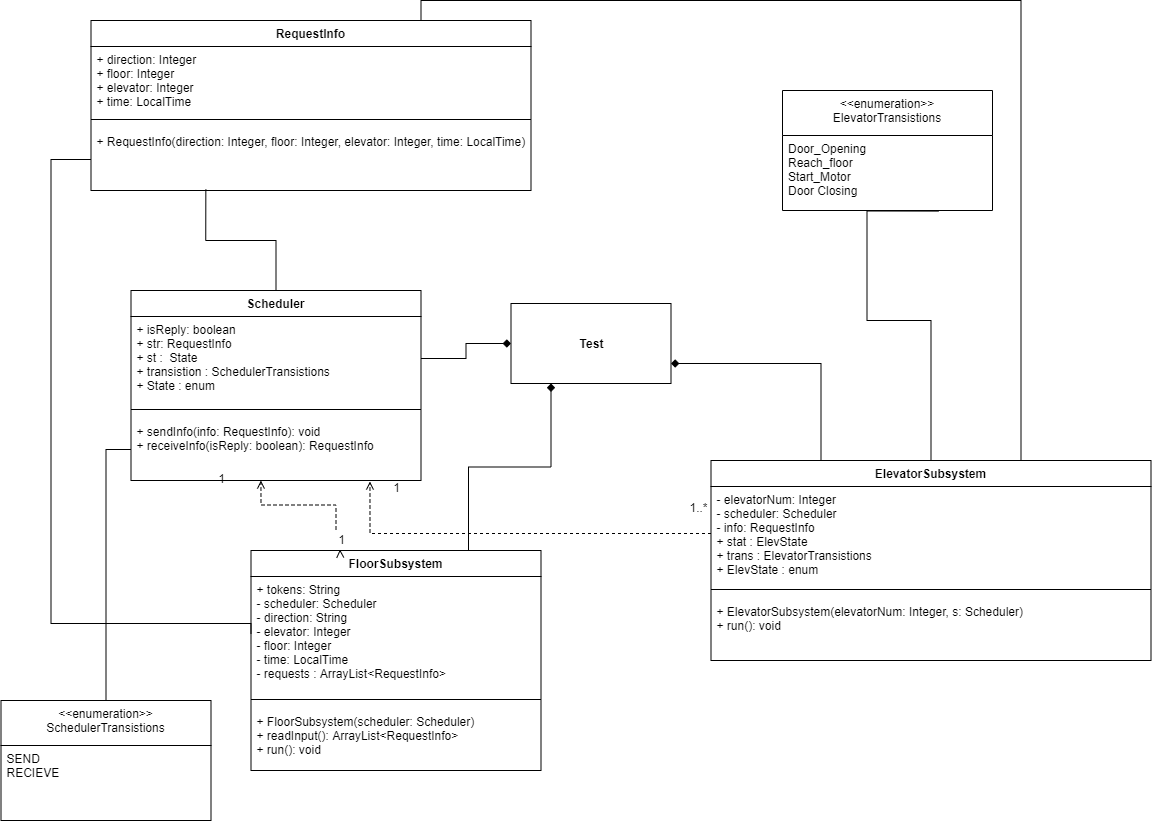 RequestInfo
+ direction: Integer
+ floor: Integer
+ elevator: Integer
+ time: LocalTime
+ RequestInfo(direction: Integer, floor: Integer, elevator: Integer, time: LocalTime)
<<enumeration>>
ElevatorTransistions
Door_Opening
Reach_floor
Start_Motor
Door Closing
Scheduler
+ isReply: boolean
+ str: RequestInfo
+ st :  State
+ transistion : SchedulerTransistions
+ State : enum
+ sendInfo(info: RequestInfo): void
+ receiveInfo(isReply: boolean): RequestInfo
Test
1
1
1..*
1
ElevatorSubsystem
- elevatorNum: Integer
- scheduler: Scheduler
- info: RequestInfo
+ stat : ElevState
+ trans : ElevatorTransistions
+ ElevState : enum
+ ElevatorSubsystem(elevatorNum: Integer, s: Scheduler)
+ run(): void
FloorSubsystem
+ tokens: String
- scheduler: Scheduler
- direction: String
- elevator: Integer
- floor: Integer
- time: LocalTime
- requests : ArrayList<RequestInfo>
+ FloorSubsystem(scheduler: Scheduler)
+ readInput(): ArrayList<RequestInfo>
+ run(): void
<<enumeration>>
SchedulerTransistions
SEND
RECIEVE